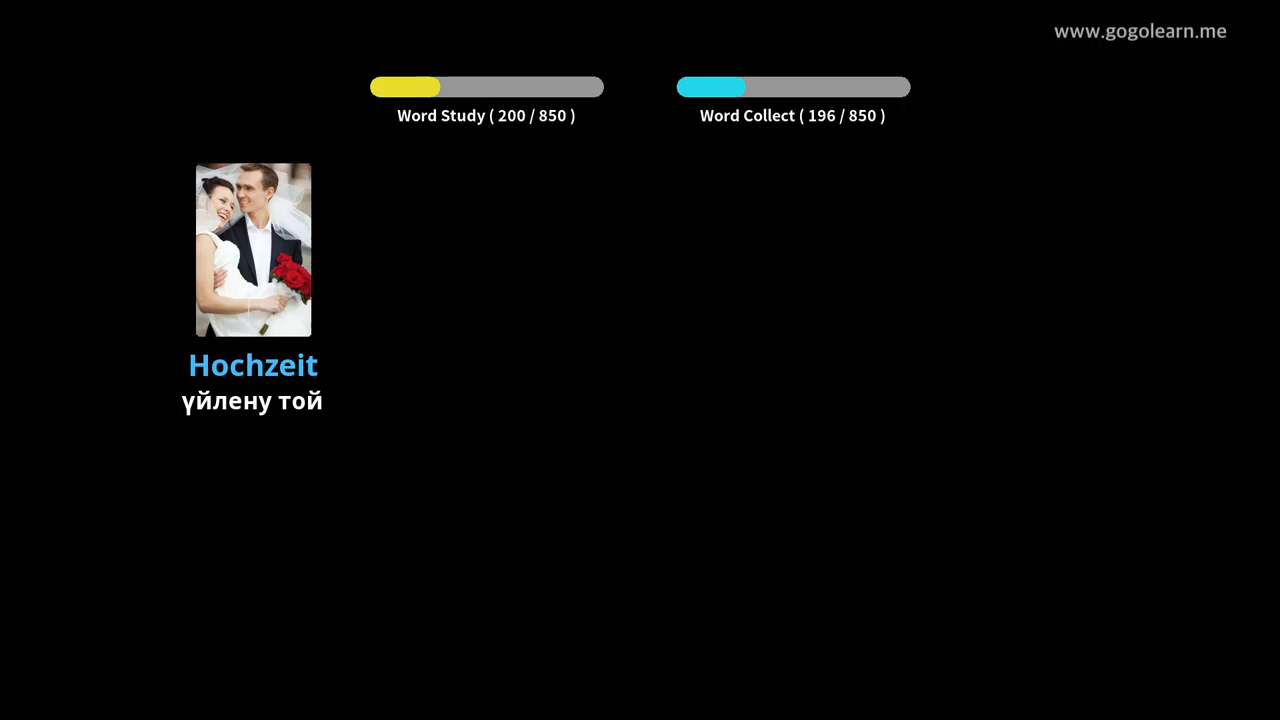 www.gogolearn.me
Word Study ( 200 / 850 )
Word Collect ( 196 / 850 )
Hochzeit
үйлену той